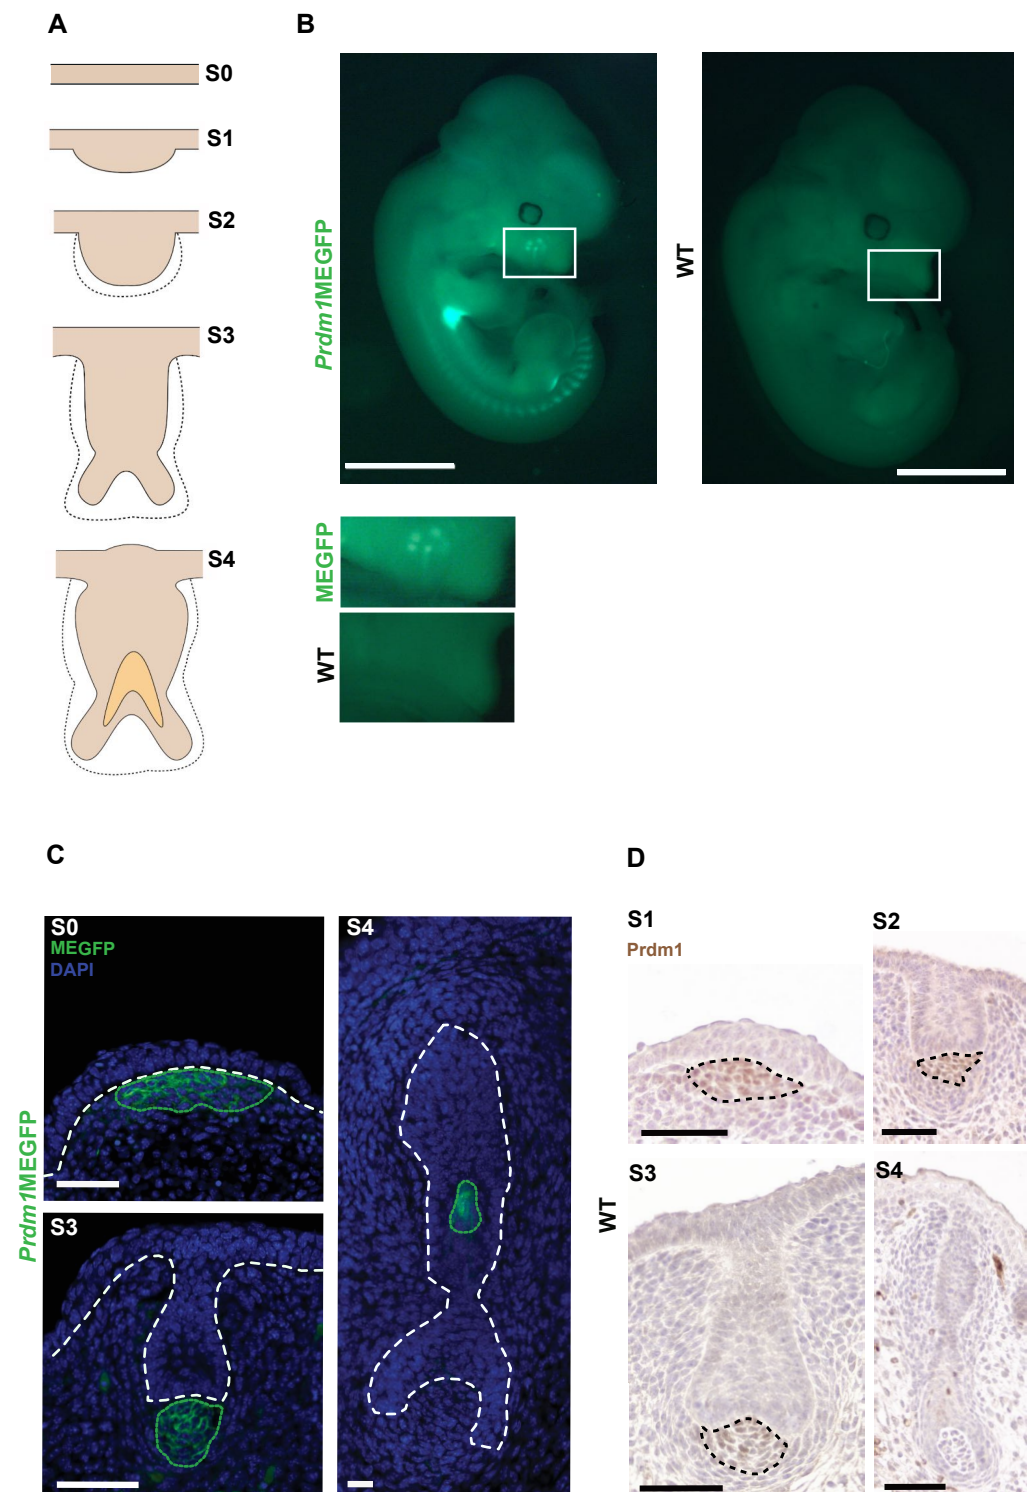 A
S0
S1
S2
S3
S4
B
Prdm1MEGFP
WT
MEGFP
WT
C
Prdm1MEGFP
S0
MEGFP
DAPI
S4
S3
D
S1
Prdm1
S2
WT
S3
S4